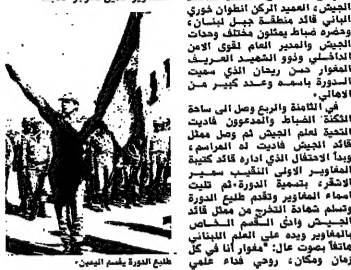 الجيش، العميد الركن انطوان خوري
الباني قائد منطقة جبل لبنان،
وحضره ضباط يمثلون مختلف وحدات
الجيش والمدير العام لقوى الامن
الداخلي وذوو الشهيد العريف
المغوار حسن ريحان الذي سميت
الدورة باسمه وعدد كبير من
الاهالي.
في الثامنة والربع وصل الى ساحة
الثكنة الضباط والمدعوون فاديت
التحية لعلم الجيش ثم وصل ممثل
قائد الجيش فاديت له المراسم،
وبدأ الاحتفال الذي اداره قائد كتيبة
المغاوير الاولى النقيب سمير
الاشقر، بتسمية الدورة، ثم تليت
اسماء المغاوير وتقدم طليع الدورة
وتسلم شهادة التخرج من ممثل قائد
الجيش وادى القسم الخاص
بالمغاوير ويده على العلم اللبناني
هاتفاً بصوت عال: "مغوار أنا في كل
زمان ومكان، روحي فداء علمي
طليع الدورة يقسم اليمين.